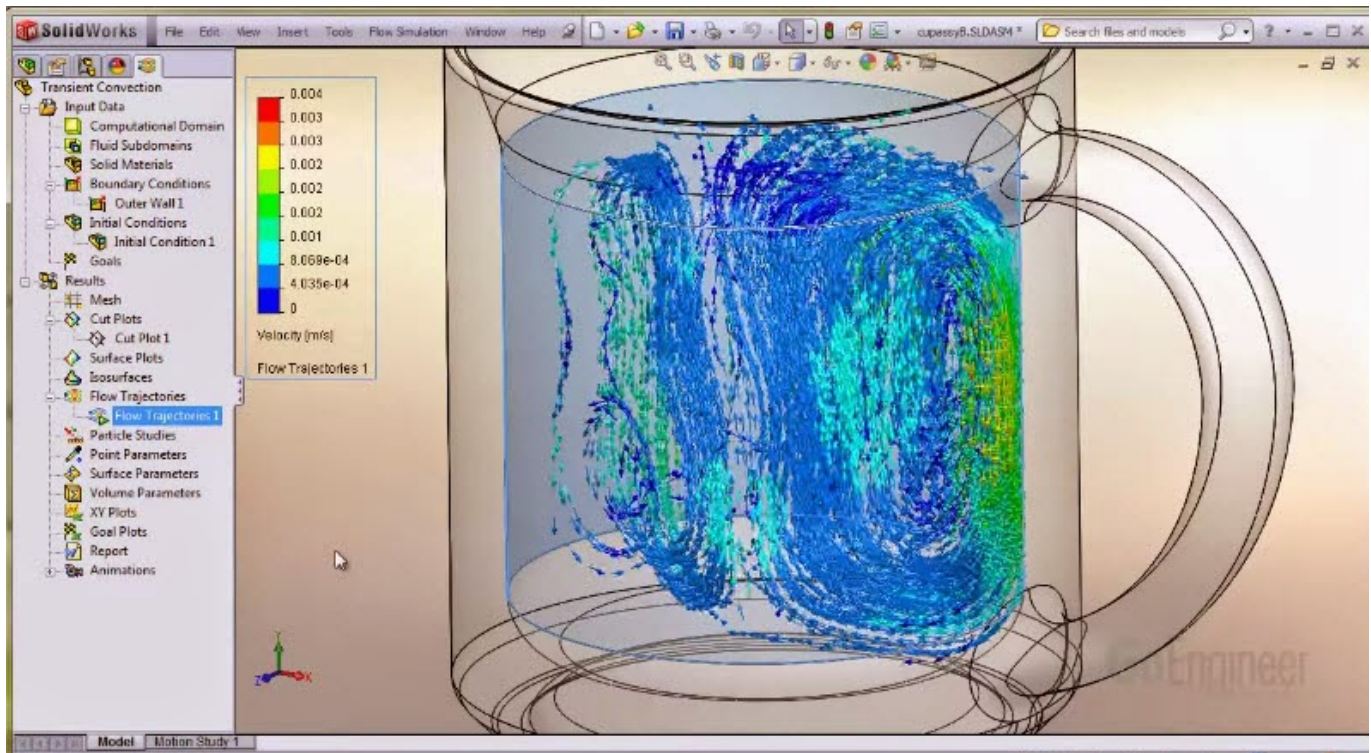 SolidWorks File Edit View Insert Tools Flow Simulation Window Help cupassyB.SLDASM * Search files and models ?
Transient Convection
Input Data
Computational Domain
Fluid Subdomains
Solid Materials
Boundary Conditions
Outer Wall 1
Initial Conditions
Initial Condition 1
Goals
Results
Mesh
Cut Plots
Cut Plot 1
Surface Plots
Isosurfaces
Flow Trajectories
Flow Trajectories 1
Particle Studies
Point Parameters
Surface Parameters
Volume Parameters
XY Plots
Goal Plots
Report
Animations
0.004
0.003
0.003
0.002
0.002
0.002
0.001
8.069e-04
4.035e-04
0
Velocity [m/s]
Flow Trajectories 1
Y
Z X
GoEngineer
Model Motion Study 1